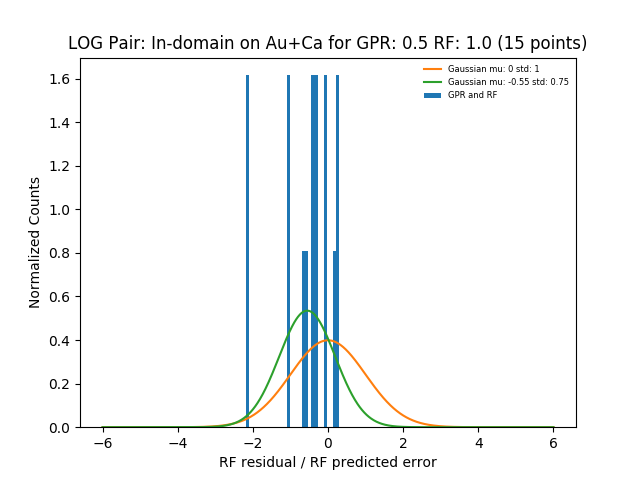 LOG Pair: In-domain on Au+Ca for GPR: 0.5 RF: 1.0 (15 points)
Gaussian mu: 0 std: 1
Gaussian mu: -0.55 std: 0.75
GPR and RF
Normalized Counts
1.6
1.4
1.2
1.0
0.8
0.6
0.4
0.2
0.0
−6 −4 −2 0 2 4 6
RF residual / RF predicted error